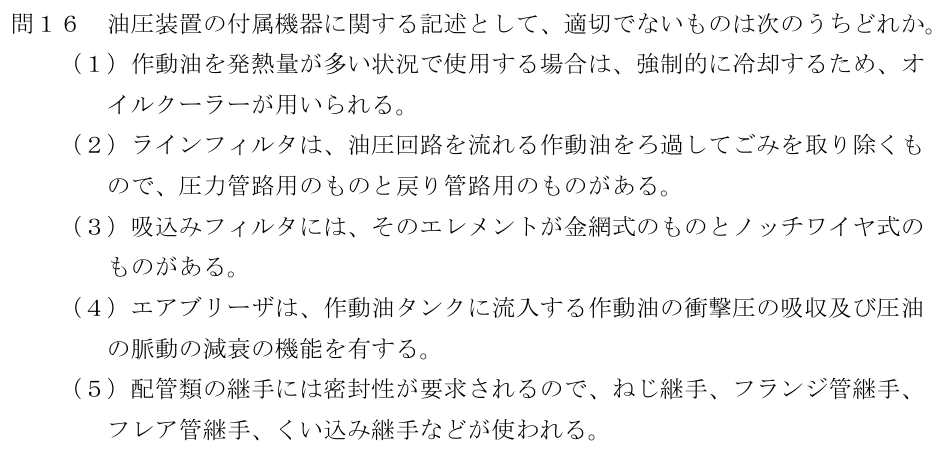 問１６　油圧装置の付属機器に関する記述として、適切でないものは次のうちどれか。
（１）作動油を発熱量が多い状況で使用する場合は、強制的に冷却するため、オ
イルクーラーが用いられる。
（２）ラインフィルタは、油圧回路を流れる作動油をろ過してごみを取り除くも
ので、圧力管路用のものと戻り管路用のものがある。
（３）吸込みフィルタには、そのエレメントが金網式のものとノッチワイヤ式の
ものがある。
（４）エアブリーザは、作動油タンクに流入する作動油の衝撃圧の吸収及び圧油
の脈動の減衰の機能を有する。
（５）配管類の継手には密封性が要求されるので、ねじ継手、フランジ管継手、
フレア管継手、くい込み継手などが使われる。